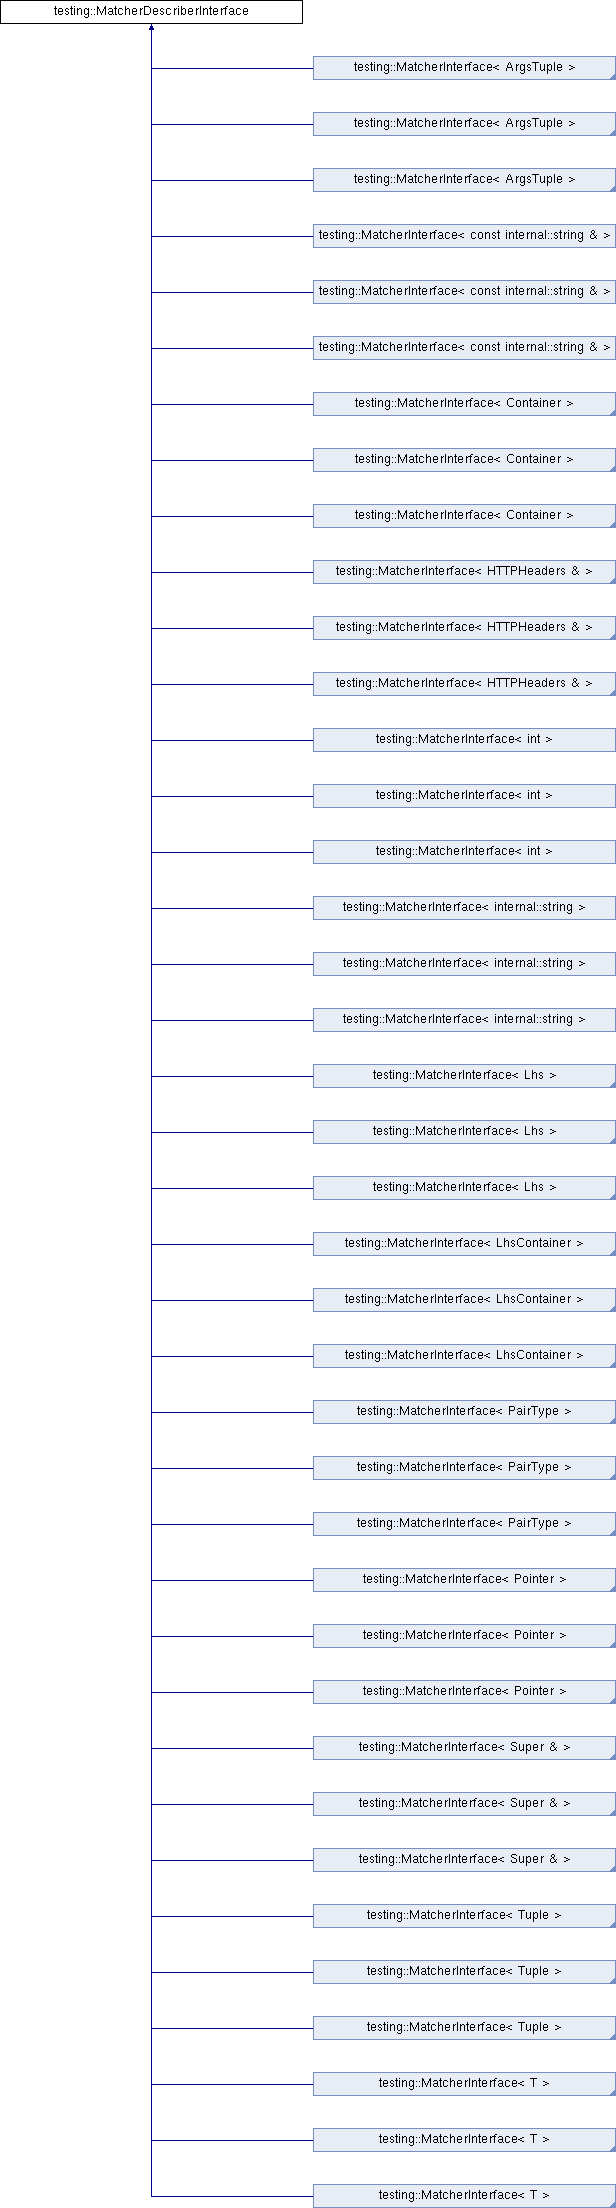 testing::MatcherDescriberInterface
testing::MatcherInterface< ArgsTuple >
testing::MatcherInterface< ArgsTuple >
testing::MatcherInterface< ArgsTuple >
testing::MatcherInterface< const internal::string & >
testing::MatcherInterface< const internal::string & >
testing::MatcherInterface< const internal::string & >
testing::MatcherInterface< Container >
testing::MatcherInterface< Container >
testing::MatcherInterface< Container >
testing::MatcherInterface< HTTPHeaders & >
testing::MatcherInterface< HTTPHeaders & >
testing::MatcherInterface< HTTPHeaders & >
testing::MatcherInterface< int >
testing::MatcherInterface< int >
testing::MatcherInterface< int >
testing::MatcherInterface< internal::string >
testing::MatcherInterface< internal::string >
testing::MatcherInterface< internal::string >
testing::MatcherInterface< Lhs >
testing::MatcherInterface< Lhs >
testing::MatcherInterface< Lhs >
testing::MatcherInterface< LhsContainer >
testing::MatcherInterface< LhsContainer >
testing::MatcherInterface< LhsContainer >
testing::MatcherInterface< PairType >
testing::MatcherInterface< PairType >
testing::MatcherInterface< PairType >
testing::MatcherInterface< Pointer >
testing::MatcherInterface< Pointer >
testing::MatcherInterface< Pointer >
testing::MatcherInterface< Super & >
testing::MatcherInterface< Super & >
testing::MatcherInterface< Super & >
testing::MatcherInterface< Tuple >
testing::MatcherInterface< Tuple >
testing::MatcherInterface< Tuple >
testing::MatcherInterface< T >
testing::MatcherInterface< T >
testing::MatcherInterface< T >